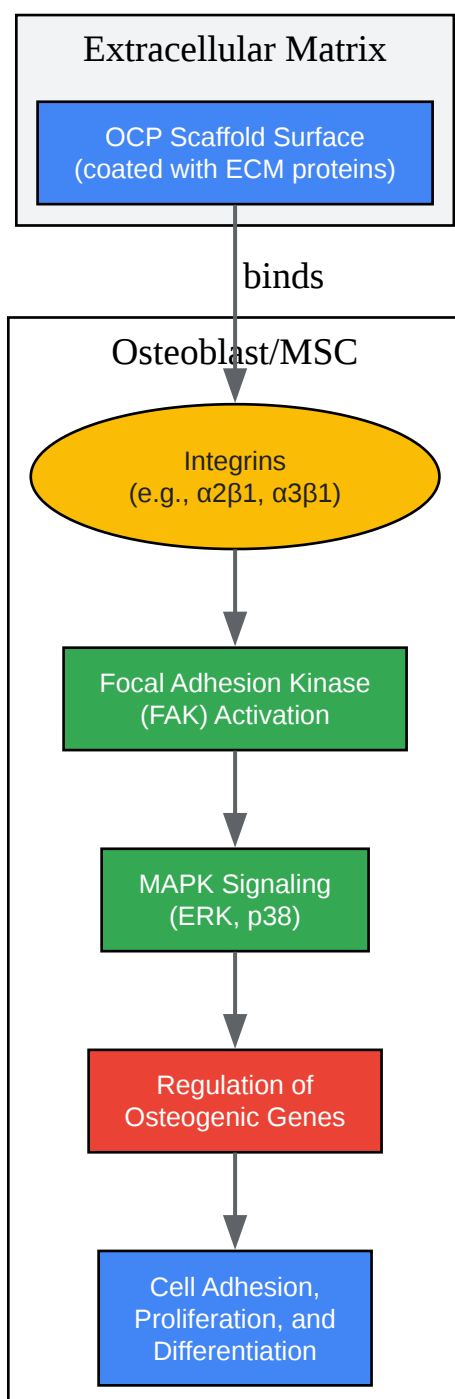 Extracellular Matrix
OCP Scaffold Surface
(coated with ECM proteins)
binds
Osteoblast/MSC
Integrins
(e.g., α2β1, α3β1)
Focal Adhesion Kinase
(FAK) Activation
MAPK Signaling
(ERK, p38)
Regulation of
Osteogenic Genes
Cell Adhesion,
Proliferation, and
Differentiation